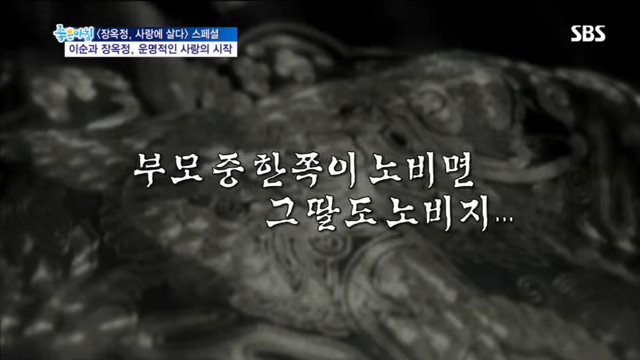 좋은아침
<장옥정, 사랑에 살다> 스페셜
이순과 장옥정, 운명적인 사랑의 시작
SBS
부모 중 한쪽이 노비면
그 딸도 노비지...